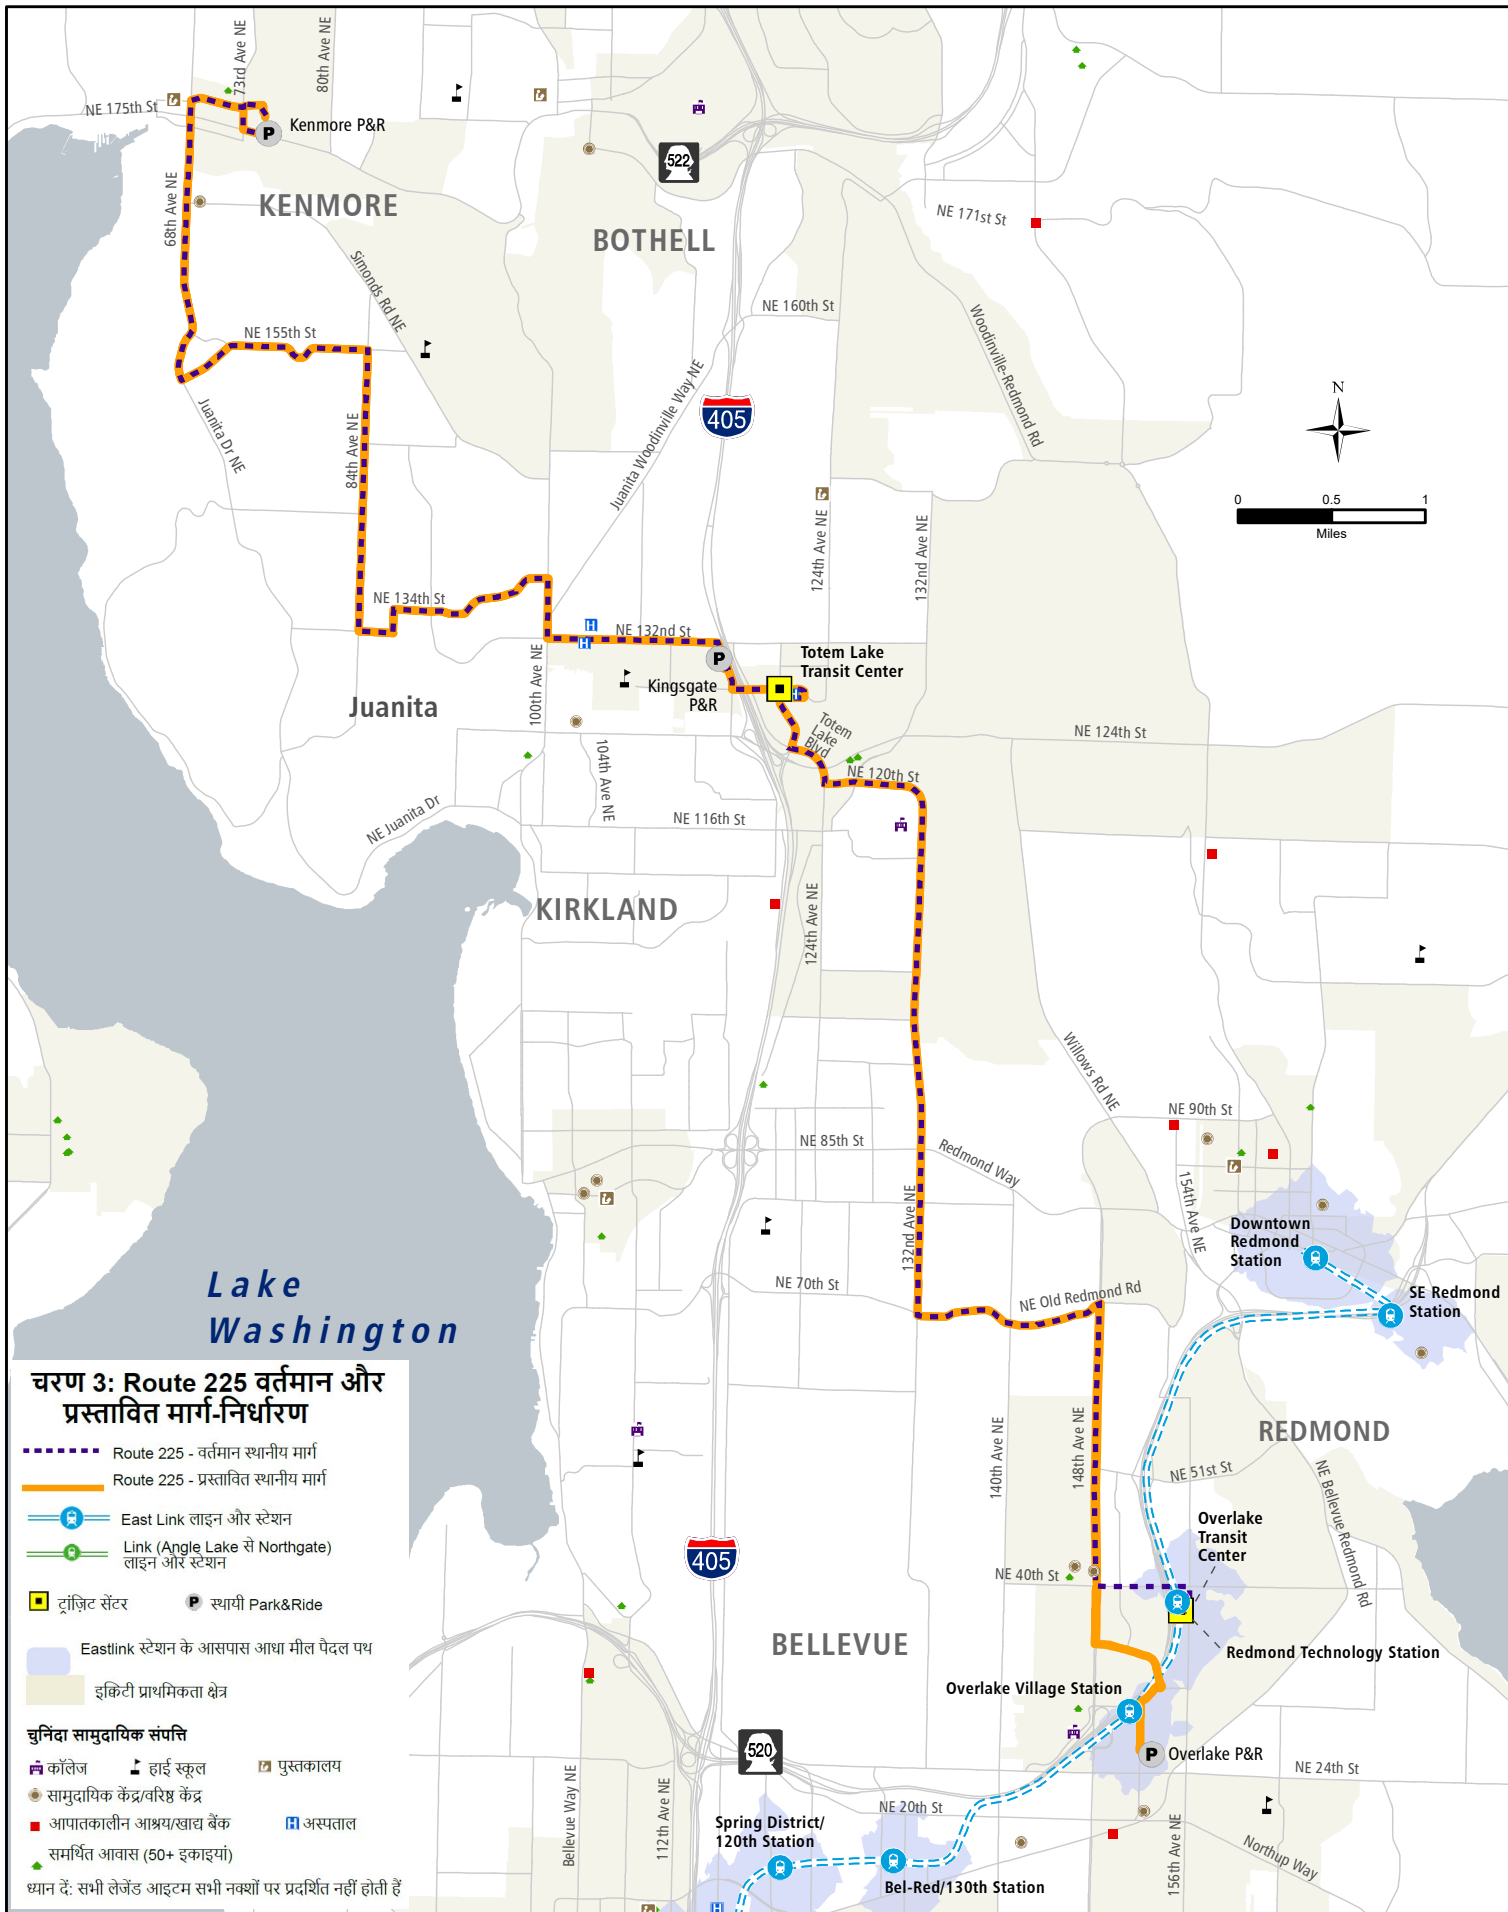 73rd Ave NE
80th Ave NE
NE 175th St
Kenmore P&R
522
68th Ave NE
KENMORE
BOTHELL
NE 171st St
Simonds Rd NE
NE 160th St
Woodinville-Redmond Rd
NE 155th St
Juanita Woodinville Way NE
405
N
Juanita Dr NE
84th Ave NE
0 0.5 1
Miles
124th Ave NE
132nd Ave NE
NE 134th St
NE 132nd St
Totem Lake
Transit Center
Kingsgate
P&R
100th Ave NE
Juanita
Totem
Lake
Blvd
NE 124th St
104th Ave NE
NE 120th St
NE Juanita Dr
NE 116th St
KIRKLAND
124th Ave NE
Willows Rd NE
NE 90th St
NE 85th St
Redmond Way
154th Ave NE
132nd Ave NE
Downtown
Redmond
Station
NE 70th St
NE Old Redmond Rd
SE Redmond
Station
Lake
Washington
REDMOND
140th Ave NE
148th Ave NE
NE 51st St
NE Bellevue Redmond Rd
Overlake
Transit
Center
405
NE 40th St
BELLEVUE
Redmond Technology Station
Overlake Village Station
520
Overlake P&R
NE 24th St
Bellevue Way NE
112th Ave NE
NE 20th St
Spring District/
120th Station
156th Ave NE
Northup Way
Bel-Red/130th Station
चरण 3: Route 225 वर्तमान और
प्रस्तावित मार्ग-निर्धारण
Route 225 - वर्तमान स्थानीय मार्ग
Route 225 - प्रस्तावित स्थानीय मार्ग
East Link लाइन और स्टेशन
Link (Angle Lake से Northgate)
लाइन और स्टेशन
ट्रांज़िट सेंटर
P स्थायी Park&Ride
Eastlink स्टेशन के आसपास आधा मील पैदल पथ
इक्विटी प्राथमिकता क्षेत्र
चुनिंदा सामुदायिक संपत्ति
कॉलेज
हाई स्कूल
पुस्तकालय
सामुदायिक केंद्र/वरिष्ठ केंद्र
आपातकालीन आश्रय/खाद्य बैंक
H अस्पताल
समर्थित आवास (50+ इकाइयां)
ध्यान दें: सभी लेजेंड आइटम सभी नक्शों पर प्रदर्शित नहीं होती हैं